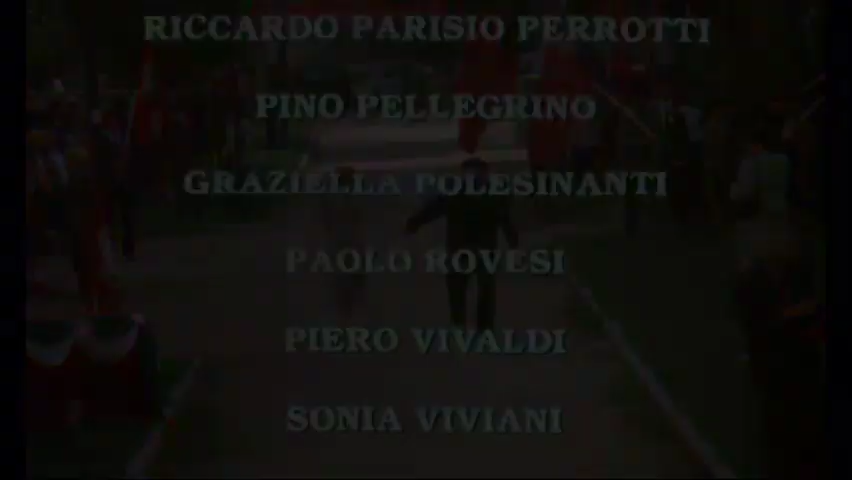 RICCARDO PARISIO PERROTTI
PINO PELLEGRINO
GRAZIELLA POLESINANTI
PAOLO ROVESI
PIERO VIVALDI
SONIA VIVIANI